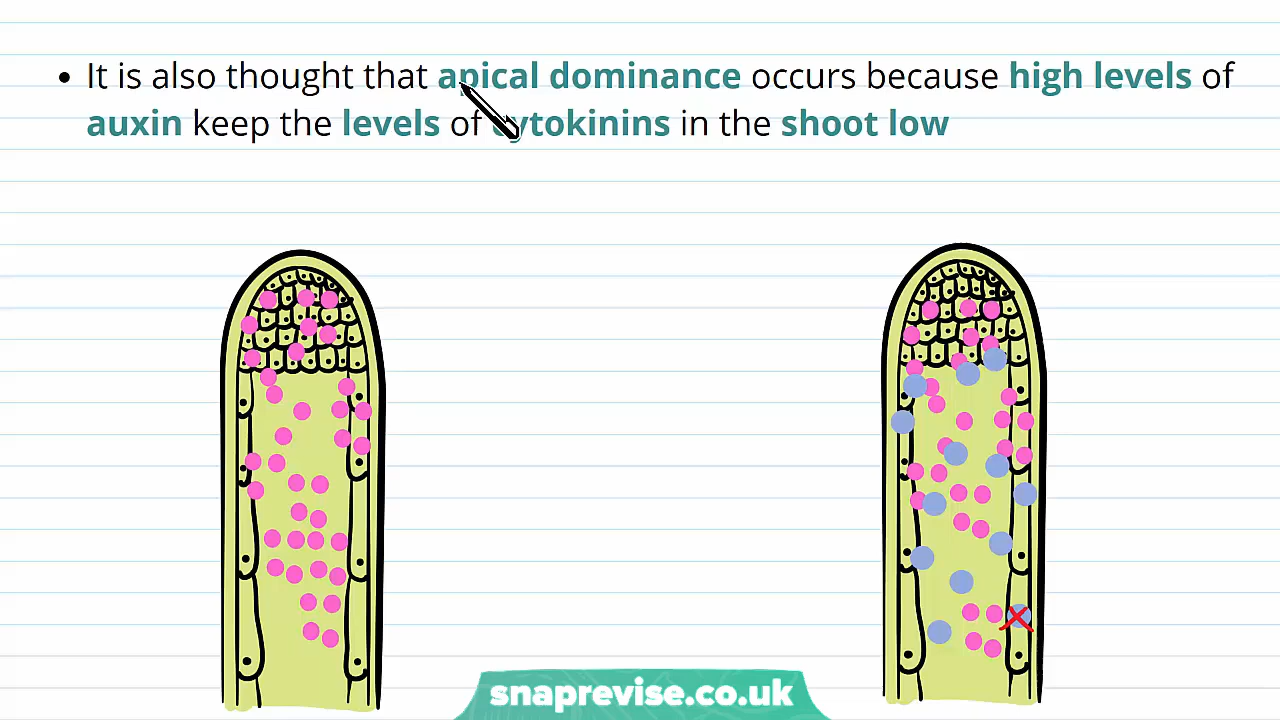 • It is also thought that apical dominance occurs because high levels of
auxin keep the levels of cytokinins in the shoot low
snaprevise.co.uk